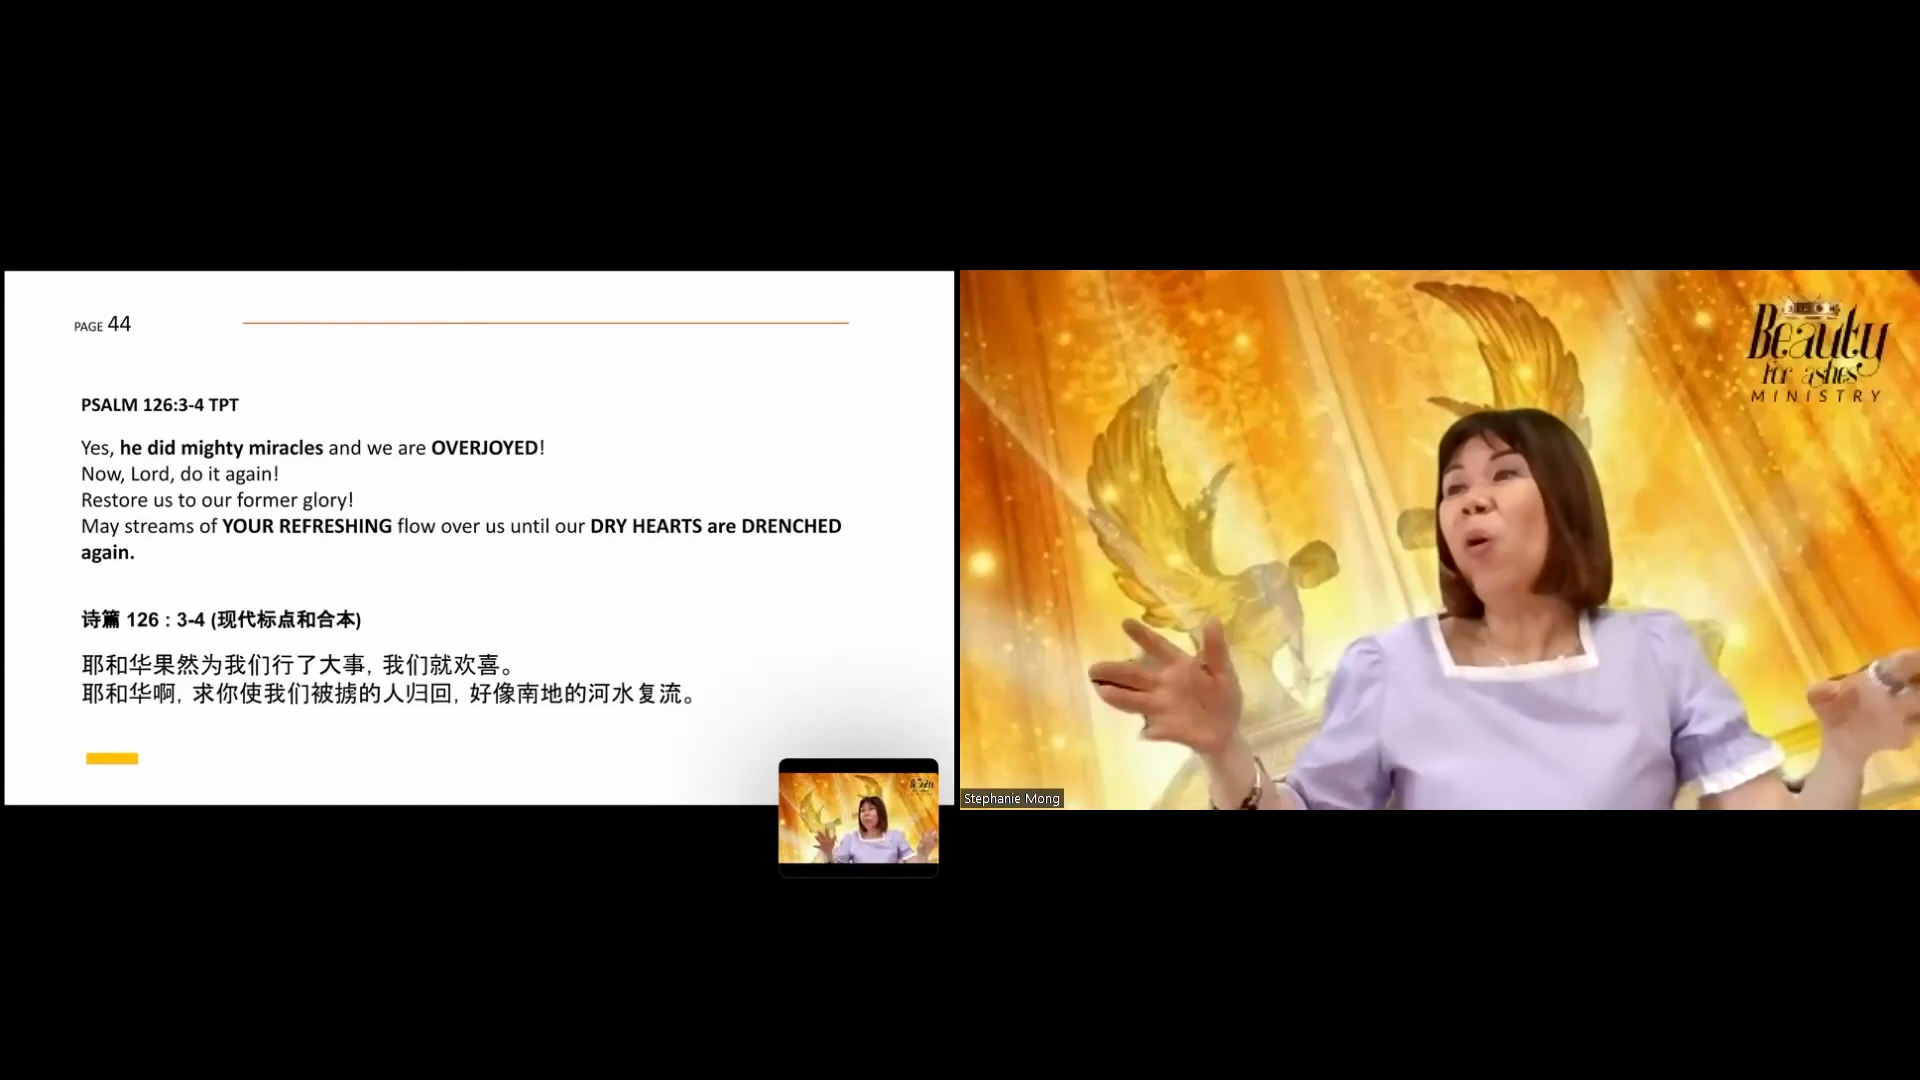 PAGE 44
PSALM 126:3-4 TPT
Yes, he did mighty miracles and we are OVERJOYED!
Now, Lord, do it again!
Restore us to our former glory!
May streams of YOUR REFRESHING flow over us until our DRY HEARTS are DRENCHED
again.
诗篇 126 : 3-4 (现代标点和合本)
耶和华果然为我们行了大事, 我们就欢喜。
耶和华啊, 求你使我们被掳的人归回, 好像南地的河水复流。
Beauty
for ashes
MINISTRY
Stephanie Mong